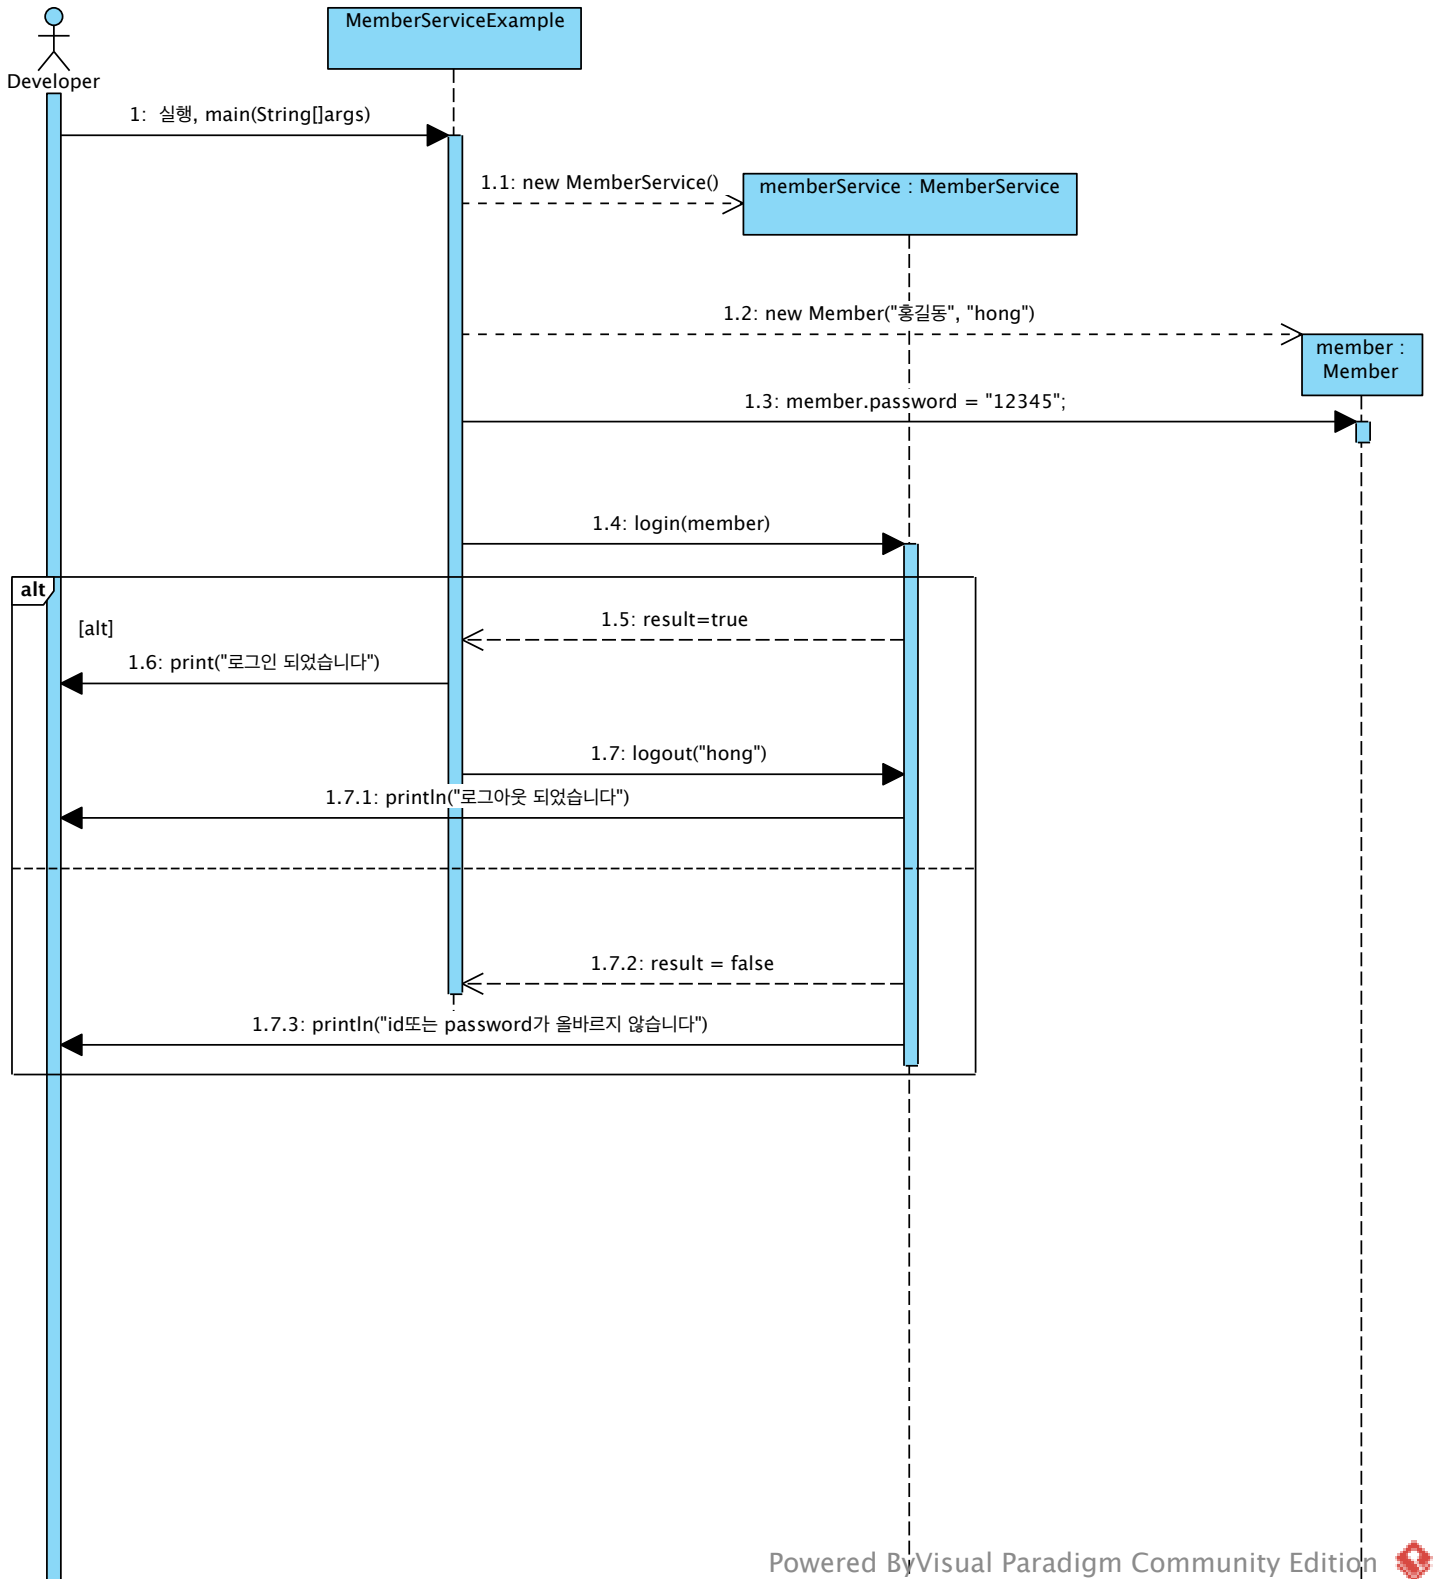 MemberServiceExample
Developer
1:  실행, main(String[]args)
1.1: new MemberService()
memberService : MemberService
1.2: new Member("홍길동", "hong")
member :
Member
1.3: member.password = "12345";
1.4: login(member)
alt
1.5: result=true
[alt]
1.6: print("로그인 되었습니다")
1.7: logout("hong")
1.7.1: println("로그아웃 되었습니다")
1.7.2: result = false
1.7.3: println("id또는 password가 올바르지 않습니다")
Powered ByVisual Paradigm Community Edition